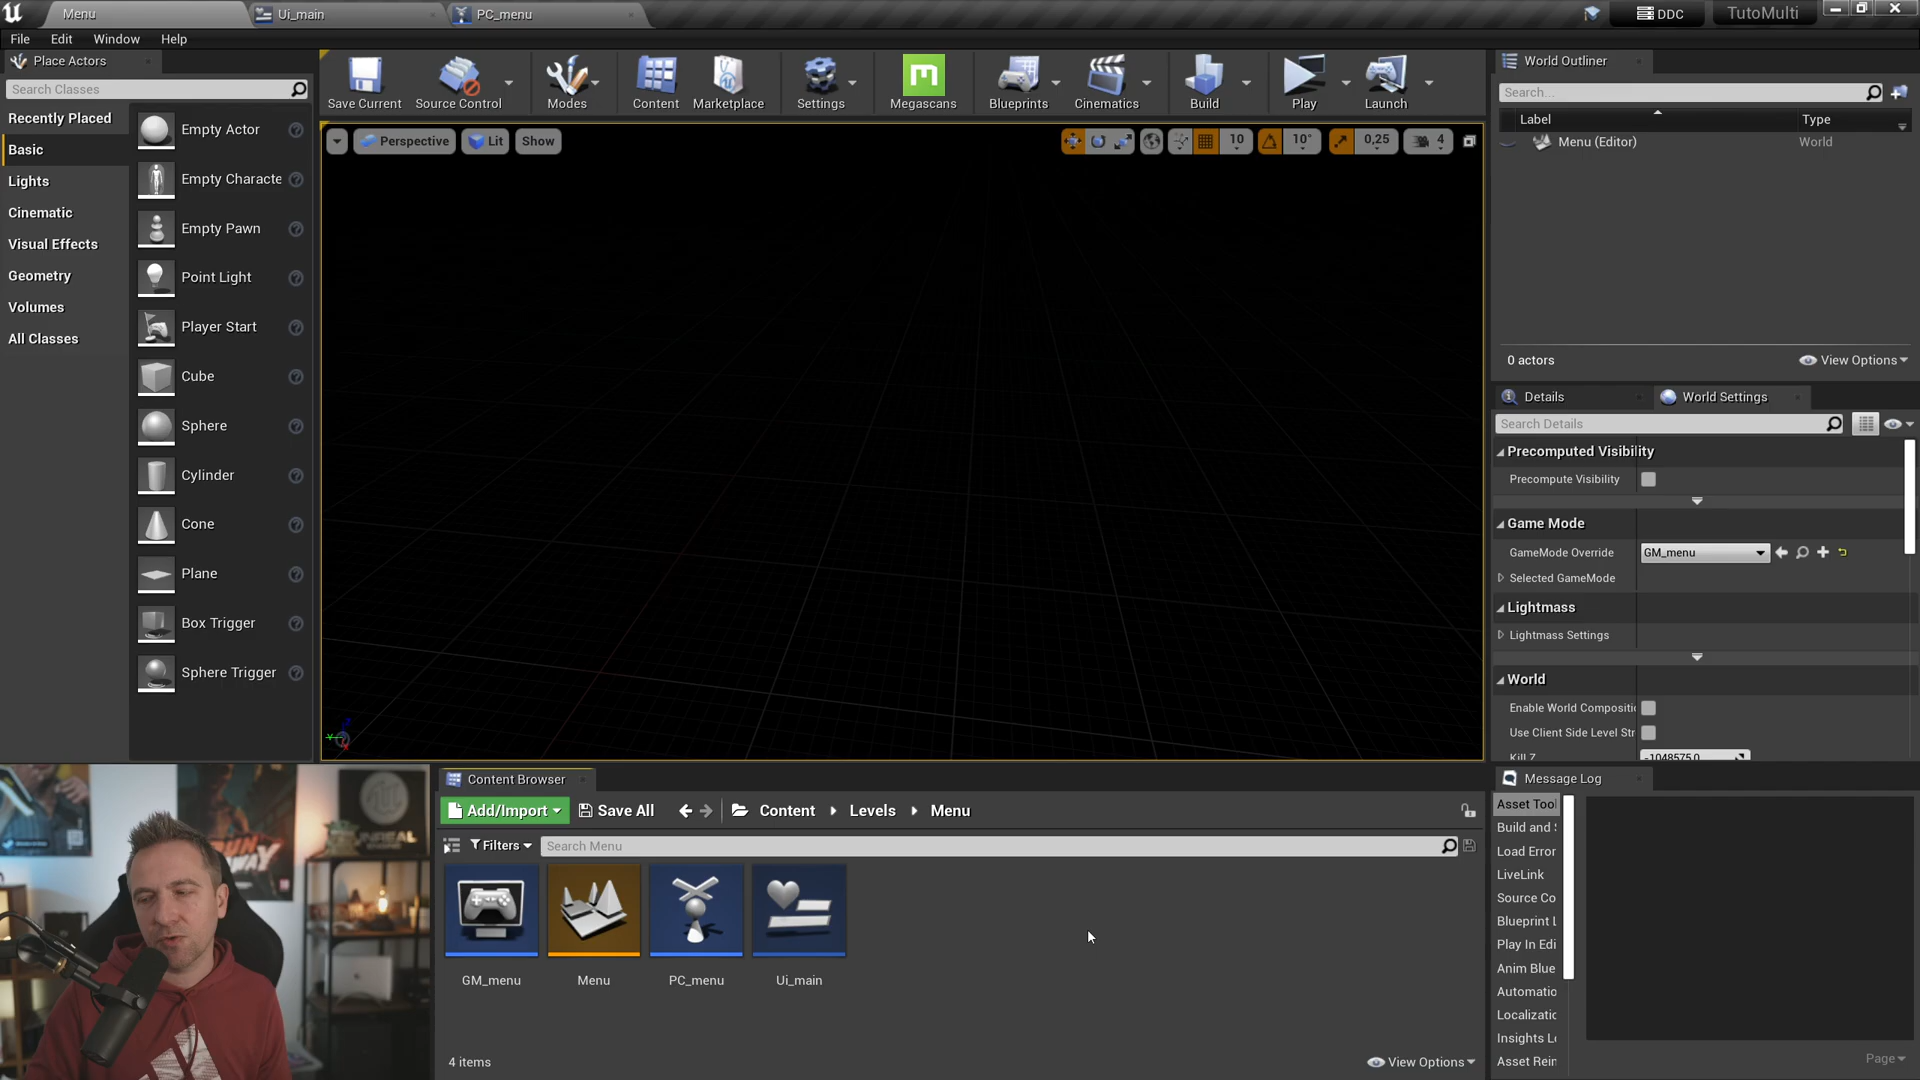 Menu
Ui_main
PC_menu
DDC
TutoMulti
File
Edit
Window
Help
Place Actors
Search Classes
Recently Placed
Basic
Lights
Cinematic
Visual Effects
Geometry
Volumes
All Classes
Empty Actor
Empty Characte
Empty Pawn
Point Light
Player Start
Cube
Sphere
Cylinder
Cone
Plane
Box Trigger
Sphere Trigger
Save Current
Source Control
Modes
Content
Marketplace
Settings
Megascans
Blueprints
Cinematics
Build
Play
Launch
Perspective
Lit
Show
10
10°
0,25
4
World Outliner
Search...
Label
Type
Menu (Editor)
World
0 actors
View Options
Details
World Settings
Search Details
Precomputed Visibility
Precompute Visibility
Game Mode
GameMode Override
GM_menu
Selected GameMode
Lightmass
Lightmass Settings
World
Enable World Compositi
Use Client Side Level Str
Kill Z
-1048575.0
Content Browser
Add/Import
Save All
Content
Levels
Menu
Filters
Search Menu
GM_menu
Menu
PC_menu
Ui_main
4 items
View Options
Message Log
Asset Tool
Build and S
Load Error
LiveLink
Source Co
Blueprint L
Play In Edi
Anim Blue
Automatio
Localizatio
Insights L
Asset Rein
Page